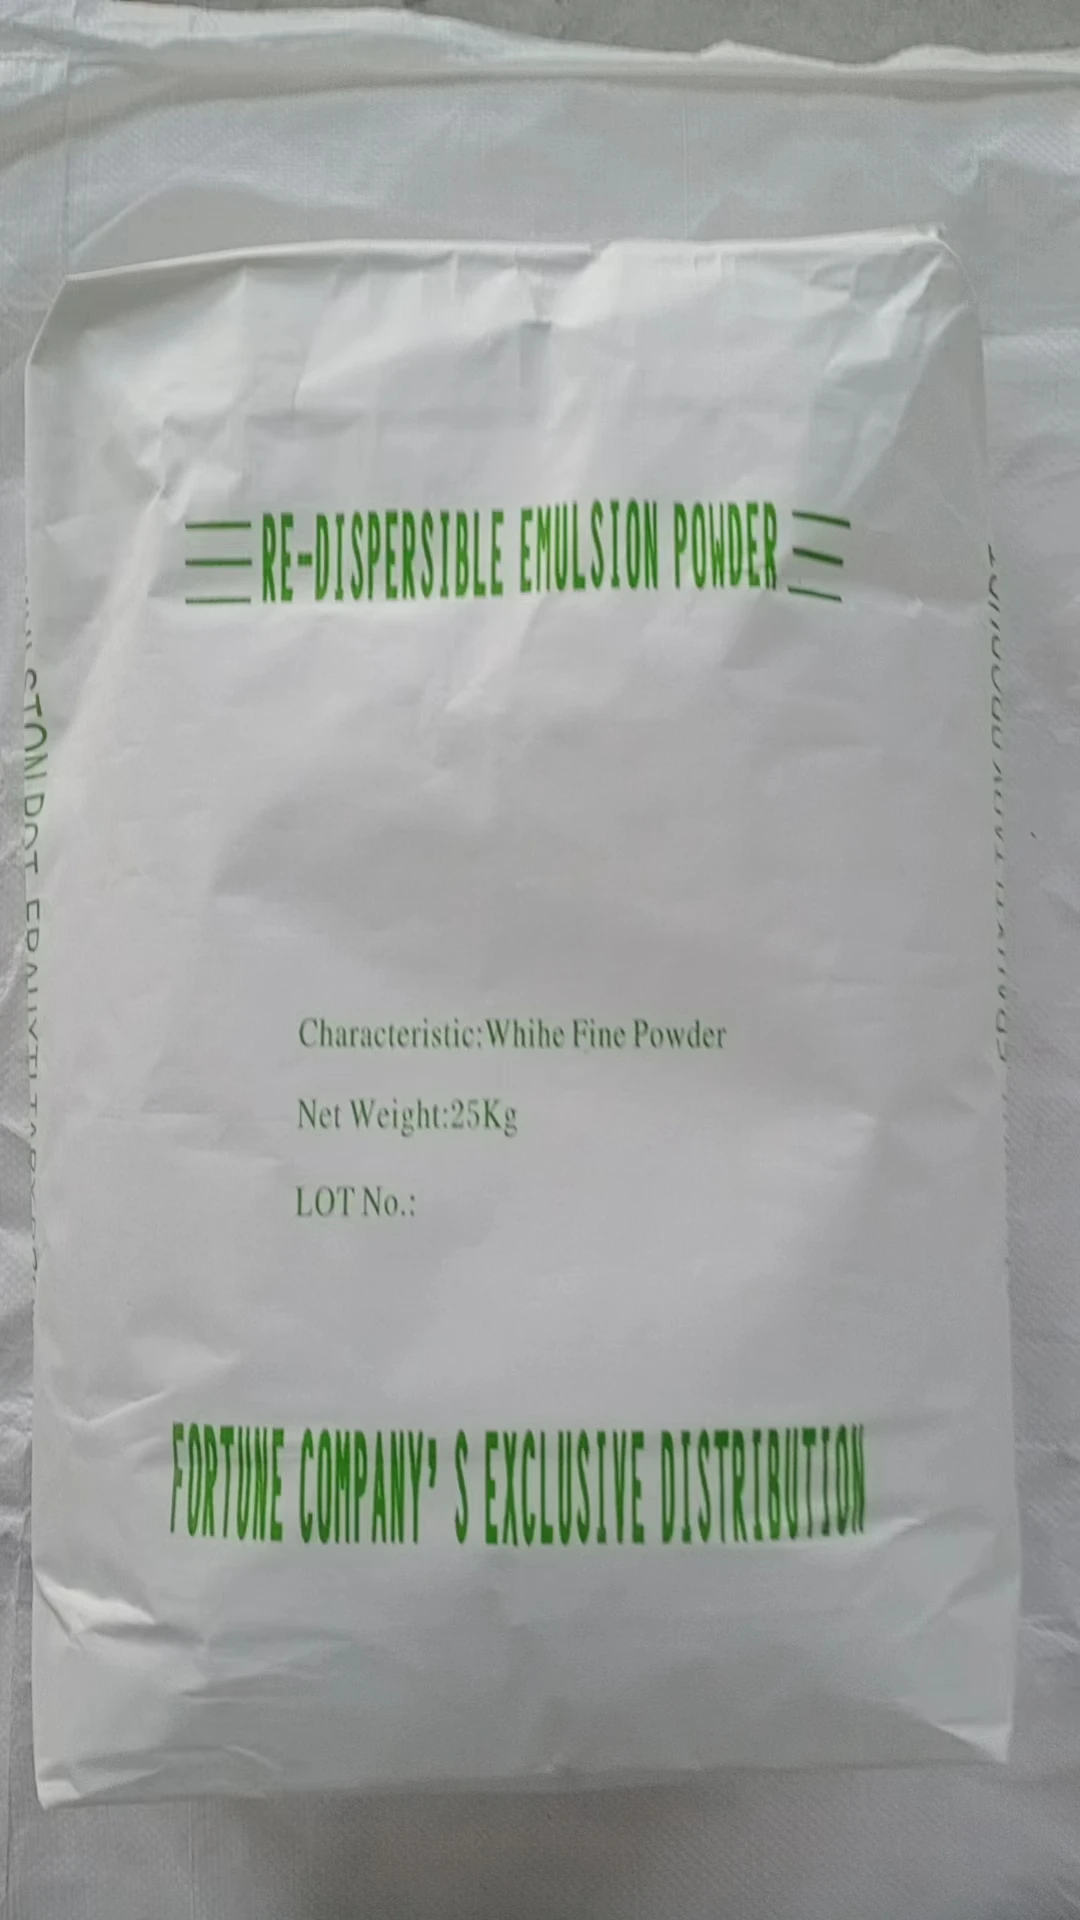 RE-DISPERSIBLE EMULSION POWDER
Characteristic:Whihe Fine Powder
Net Weight:25Kg
LOT No.:
FORTUNE COMPANY'S EXCLUSIVE DISTRIBUTION